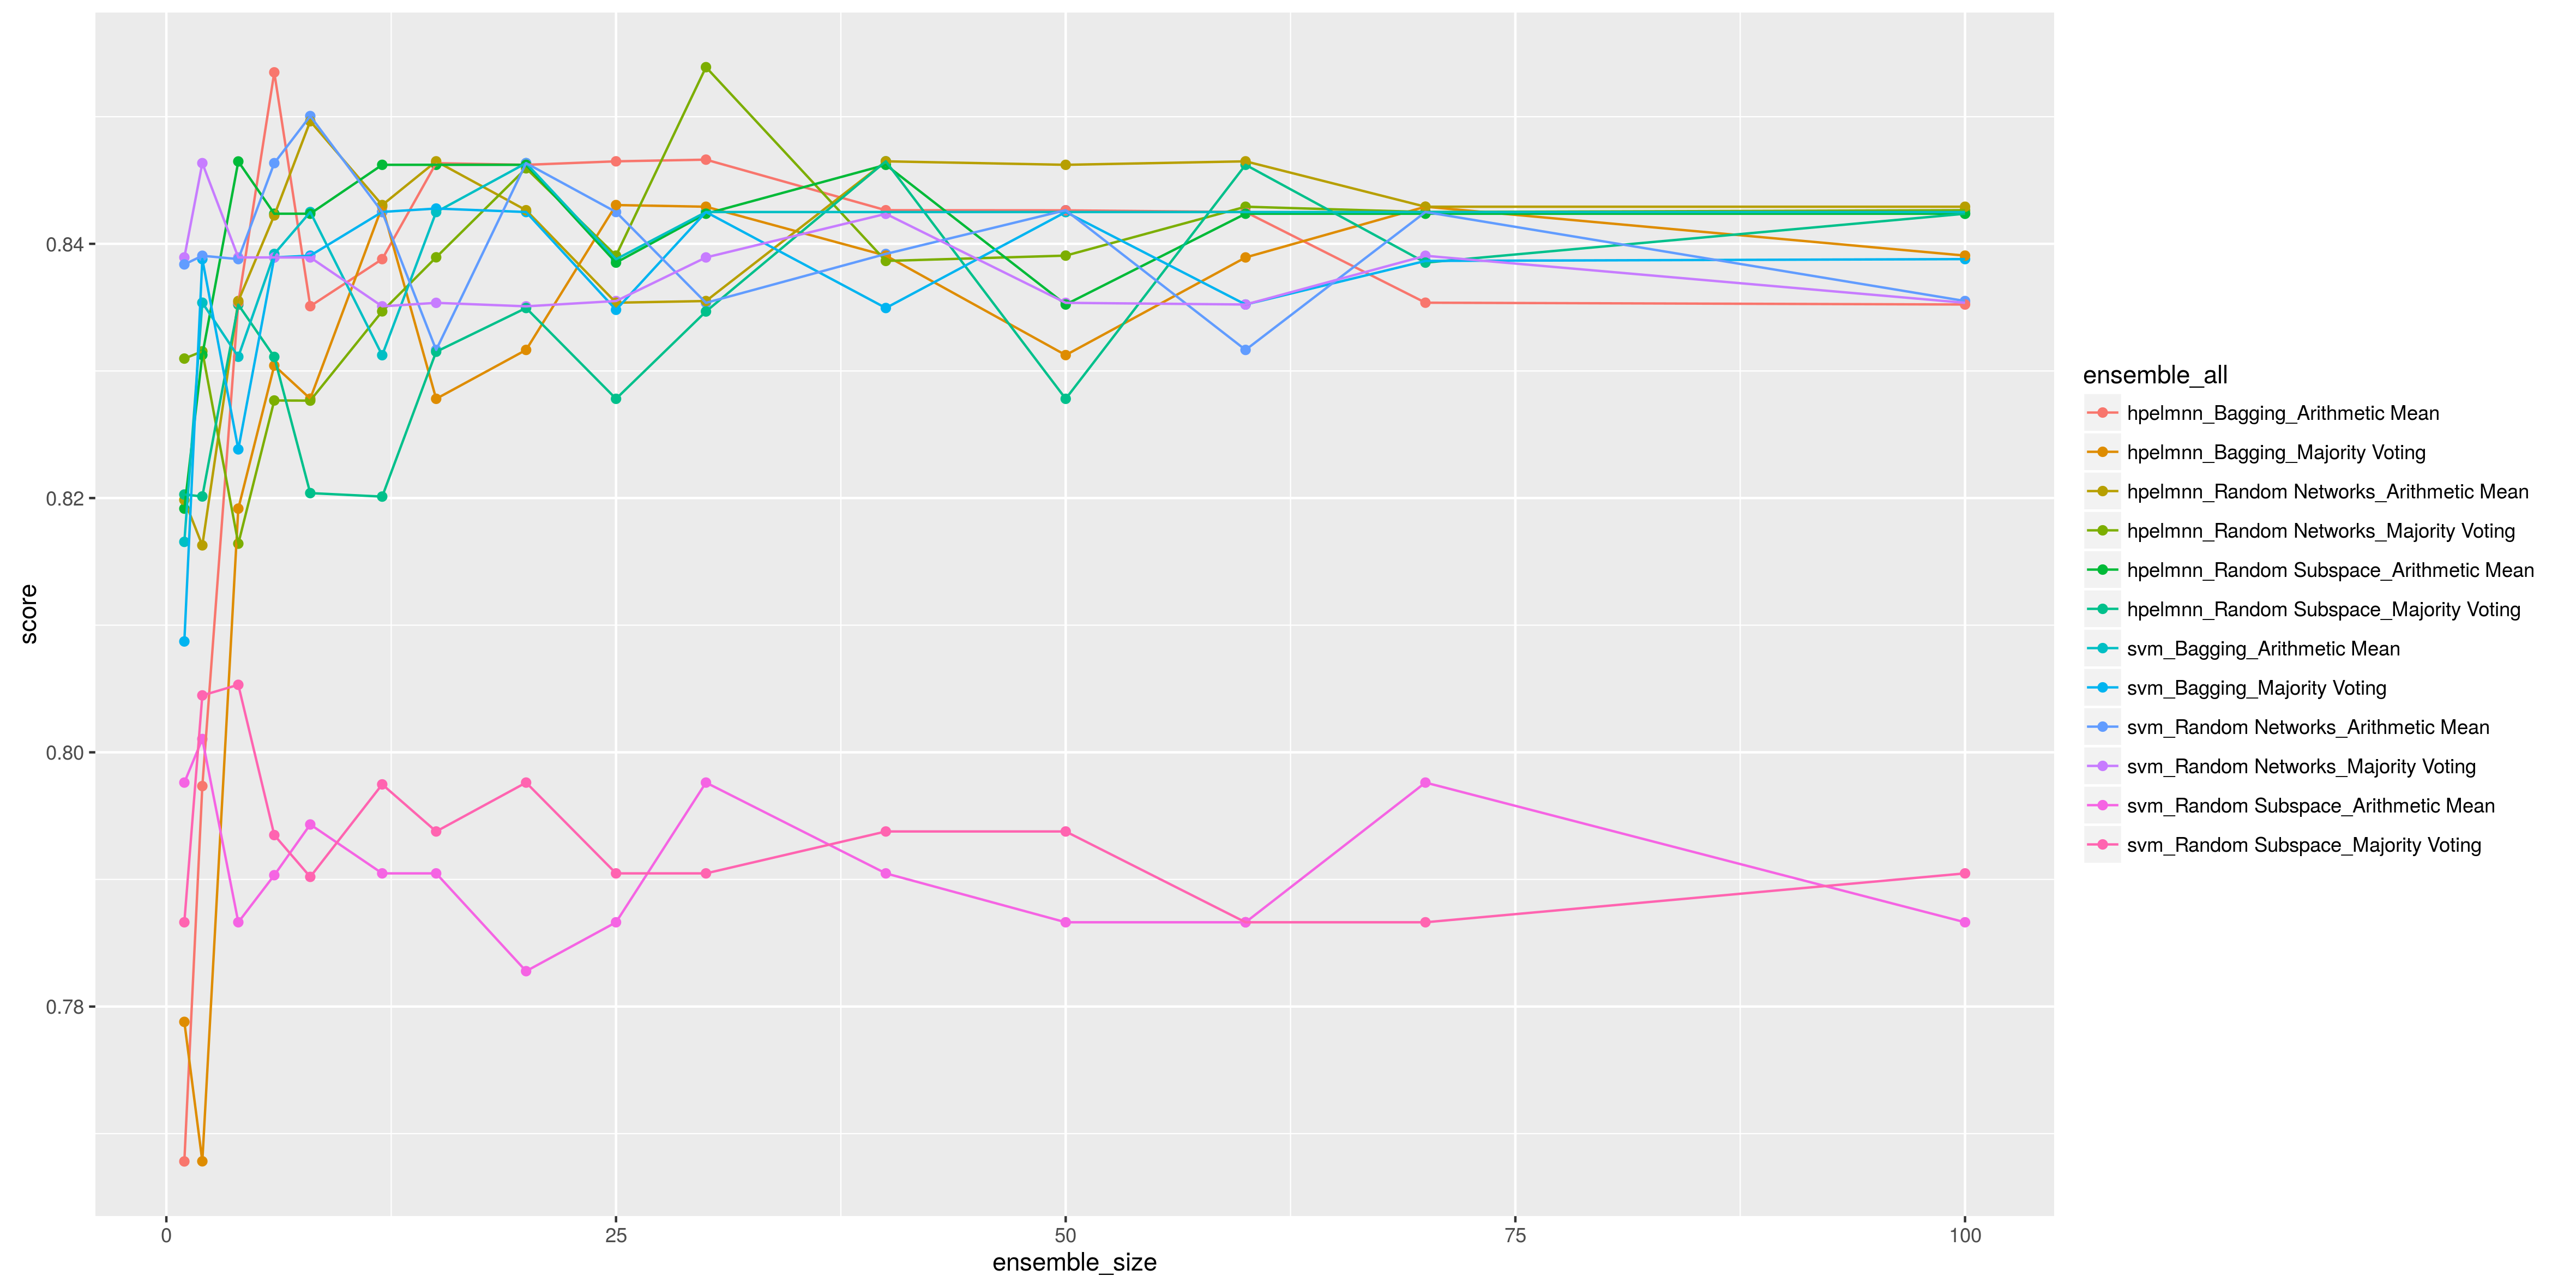 0.84
0.82
0.80
0.78
score
0
25
50
75
100
ensemble_size
ensemble_all
hpelmnn_Bagging_Arithmetic Mean
hpelmnn_Bagging_Majority Voting
hpelmnn_Random Networks_Arithmetic Mean
hpelmnn_Random Networks_Majority Voting
hpelmnn_Random Subspace_Arithmetic Mean
hpelmnn_Random Subspace_Majority Voting
svm_Bagging_Arithmetic Mean
svm_Bagging_Majority Voting
svm_Random Networks_Arithmetic Mean
svm_Random Networks_Majority Voting
svm_Random Subspace_Arithmetic Mean
svm_Random Subspace_Majority Voting